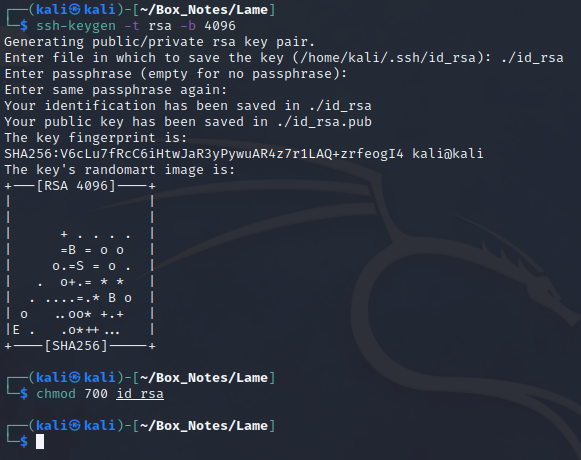 ┌──(kali㉿kali)-[~/Box_Notes/Lame]
└─$ ssh-keygen -t rsa -b 4096
Generating public/private rsa key pair.
Enter file in which to save the key (/home/kali/.ssh/id_rsa): ./id_rsa
Enter passphrase (empty for no passphrase):
Enter same passphrase again:
Your identification has been saved in ./id_rsa
Your public key has been saved in ./id_rsa.pub
The key fingerprint is:
SHA256:V6cLu7fRcC6iHtwJaR3yPywuAR4z7r1LAQ+zrfeogI4 kali@kali
The key's randomart image is:
+---[RSA 4096]----+
|                 |
|                 |
|      + . . . .  |
|      =B = o o   |
|     o.=S = o .  |
|   .  o+.= * *   |
|  . ....=.* B o  |
| o   ..oo* +.+   |
|E .   .o*++...   |
+----[SHA256]-----+
┌──(kali㉿kali)-[~/Box_Notes/Lame]
└─$ chmod 700 id_rsa
┌──(kali㉿kali)-[~/Box_Notes/Lame]
└─$